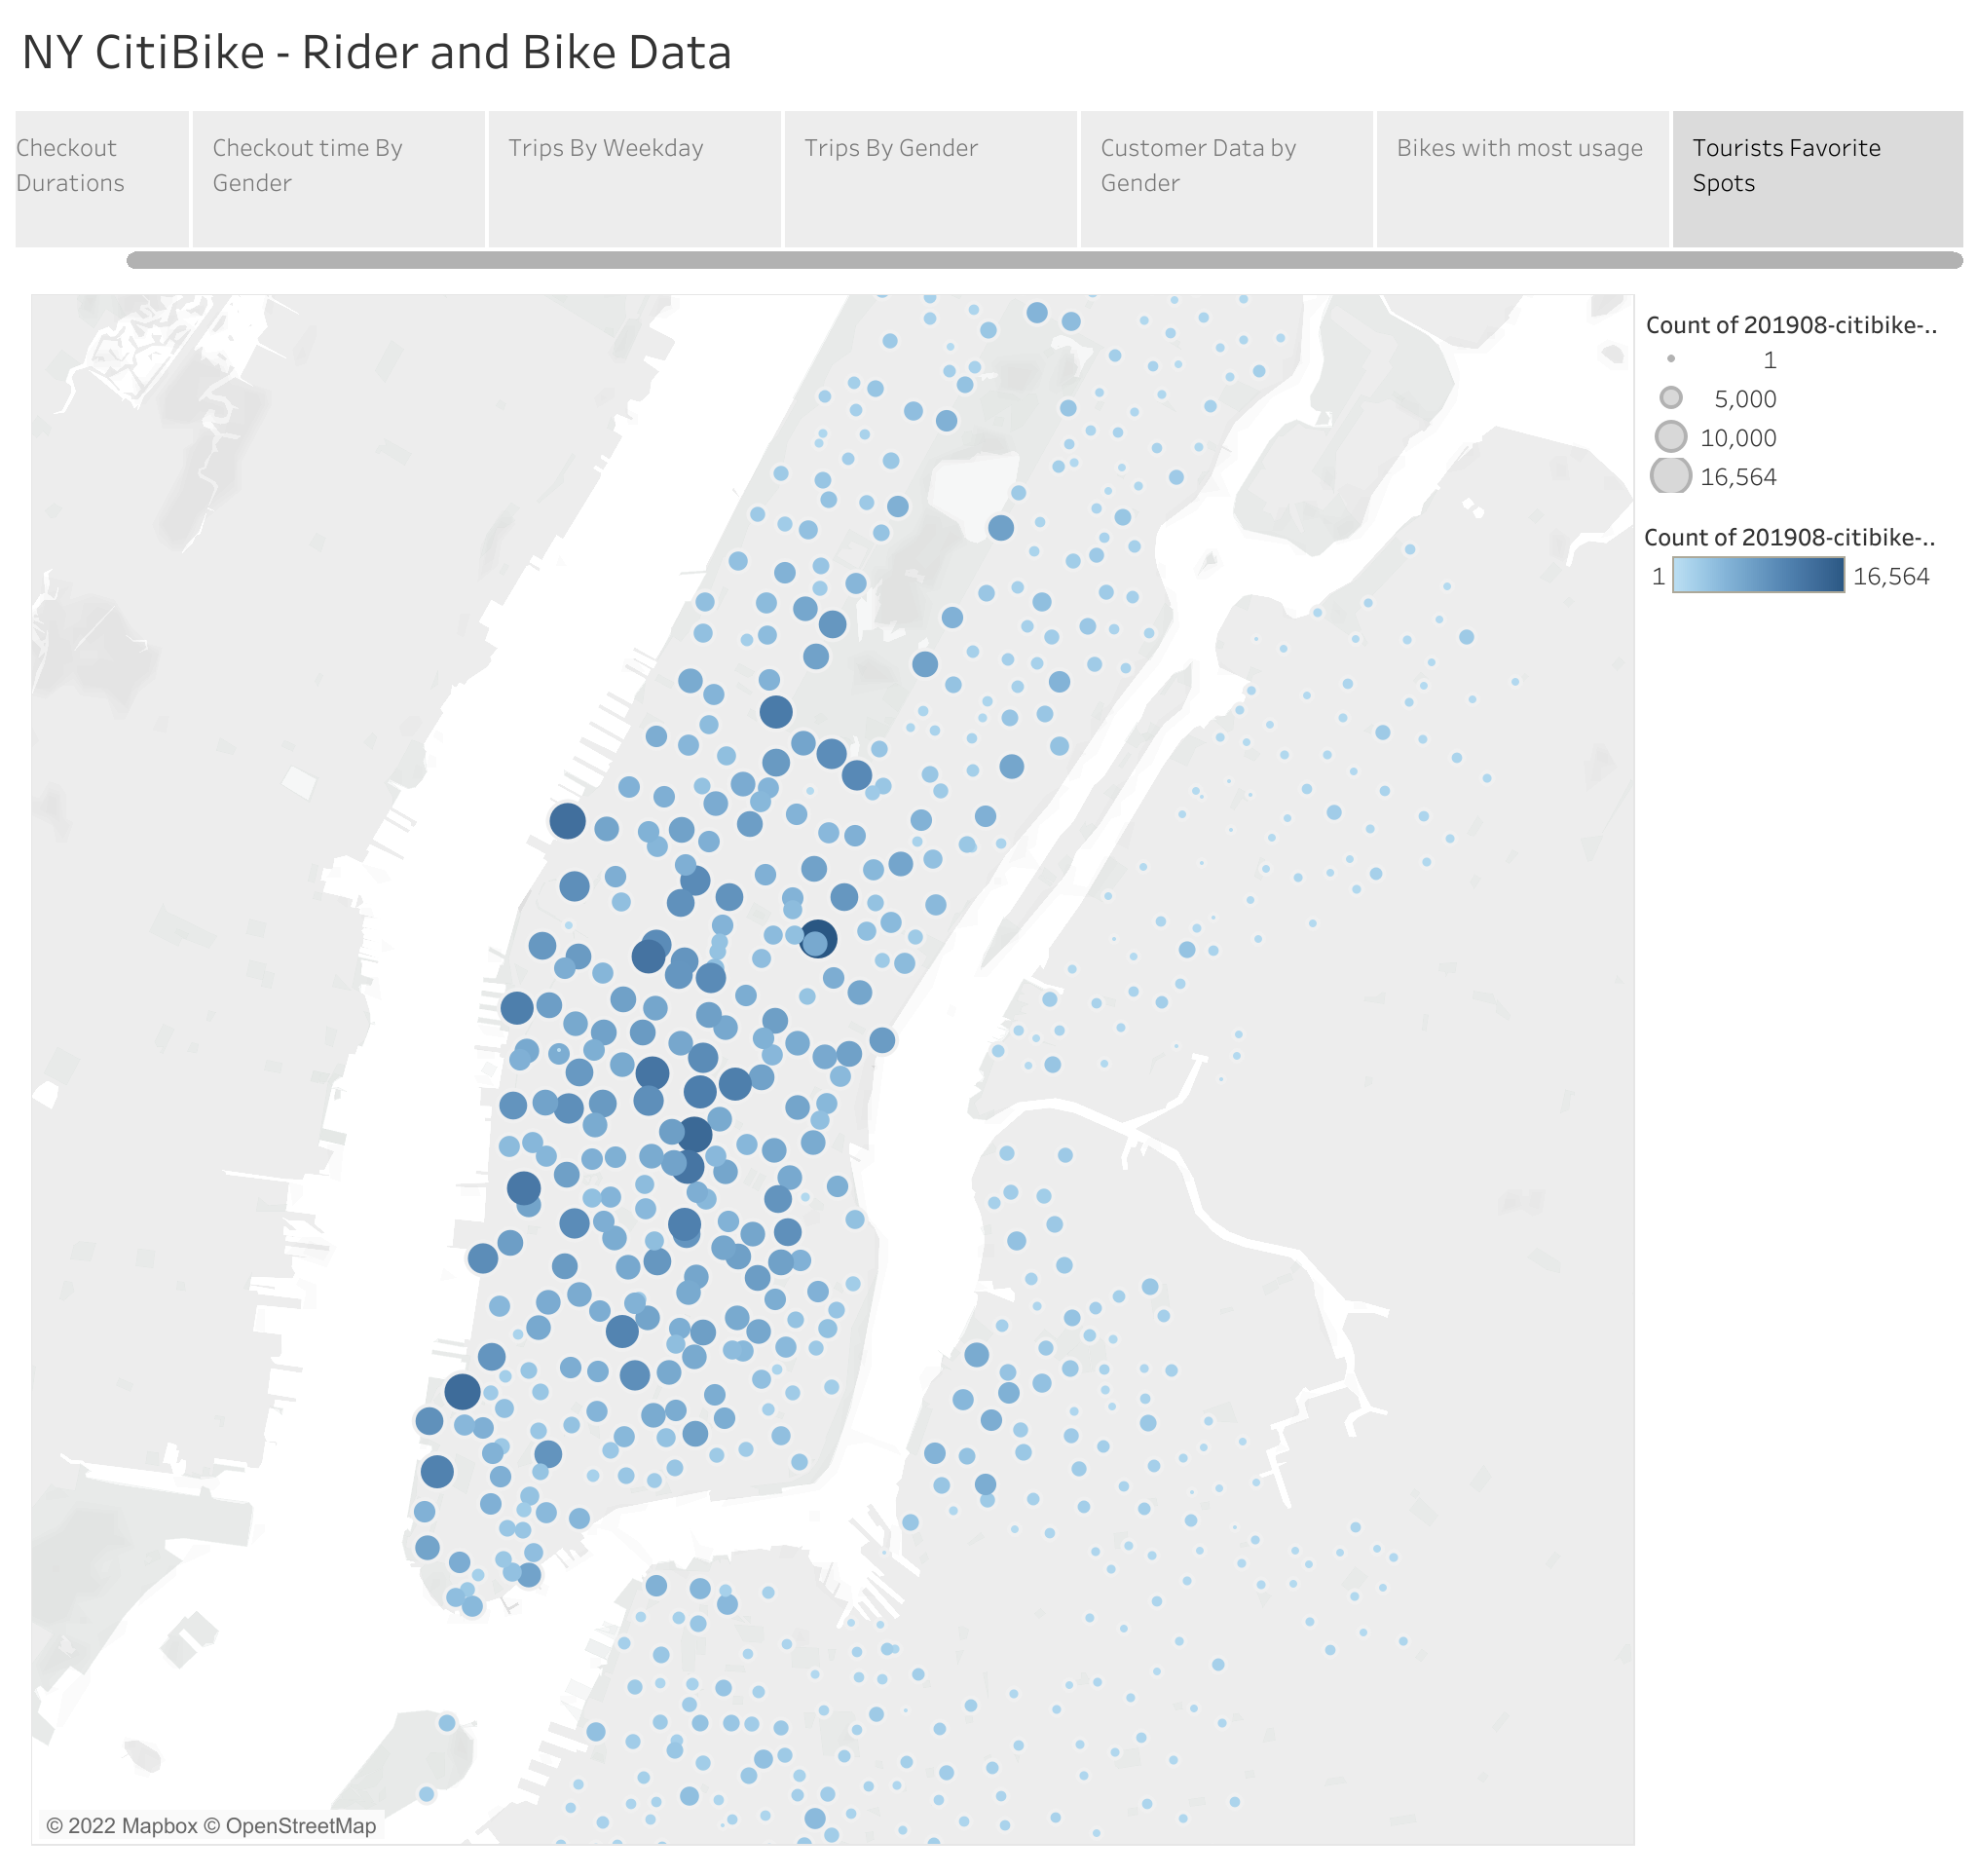 NY CitiBike - Rider and Bike Data
Checkout
Durations
Checkout time By
Gender
Trips By Weekday
Trips By Gender
Customer Data by
Gender
Bikes with most usage
Tourists Favorite
Spots
Count of 201908-citibike-..
1
5,000
10,000
16,564
Count of 201908-citibike-..
1 16,564
© 2022 Mapbox © OpenStreetMap